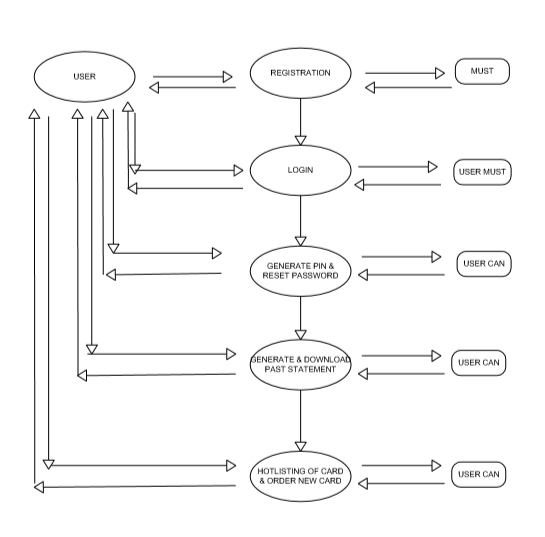 USER
REGISTRATION
MUST
LOGIN
USER MUST
GENERATE PIN &
RESET PASSWORD
USER CAN
GENERATE & DOWNLOAD
PAST STATEMENT
USER CAN
HOTLISTING OF CARD
& ORDER NEW CARD
USER CAN